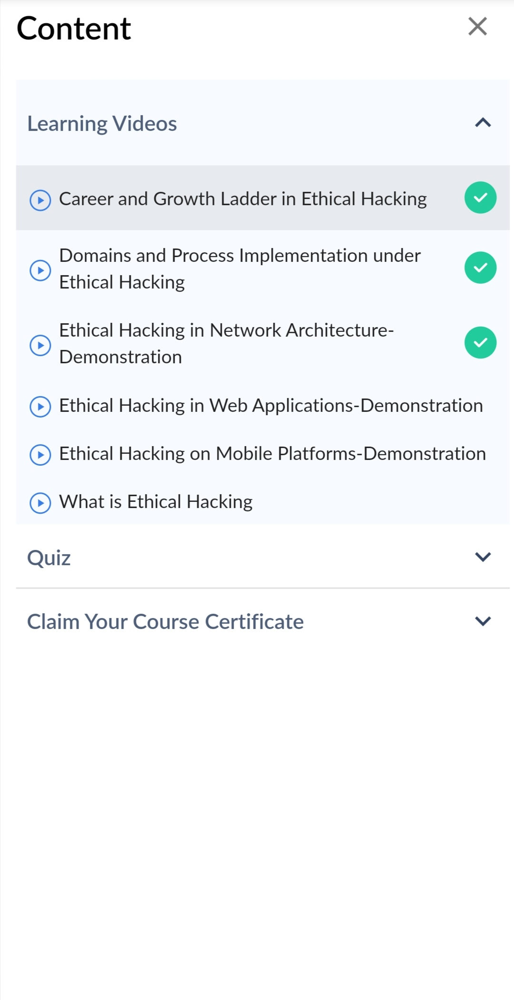 Content
Learning Videos
Career and Growth Ladder in Ethical Hacking
Domains and Process Implementation under
Ethical Hacking
Ethical Hacking in Network Architecture-
Demonstration
Ethical Hacking in Web Applications-Demonstration
Ethical Hacking on Mobile Platforms-Demonstration
What is Ethical Hacking
Quiz
Claim Your Course Certificate